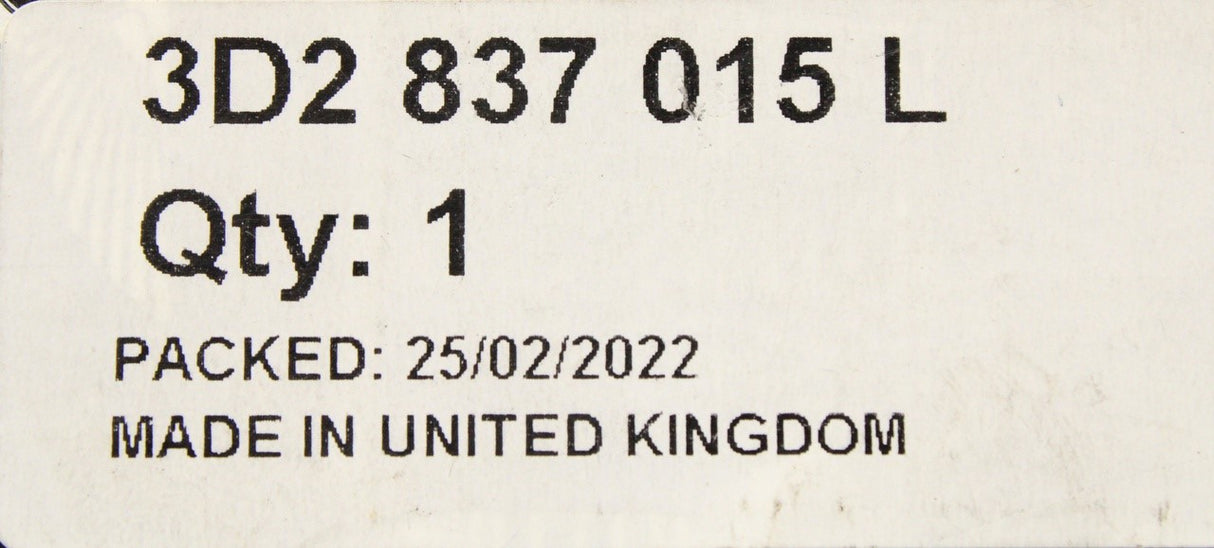 3D2 837 015 L
Qty: 1
PACKED: 25/02/2022
MADE IN UNITED KINGDOM